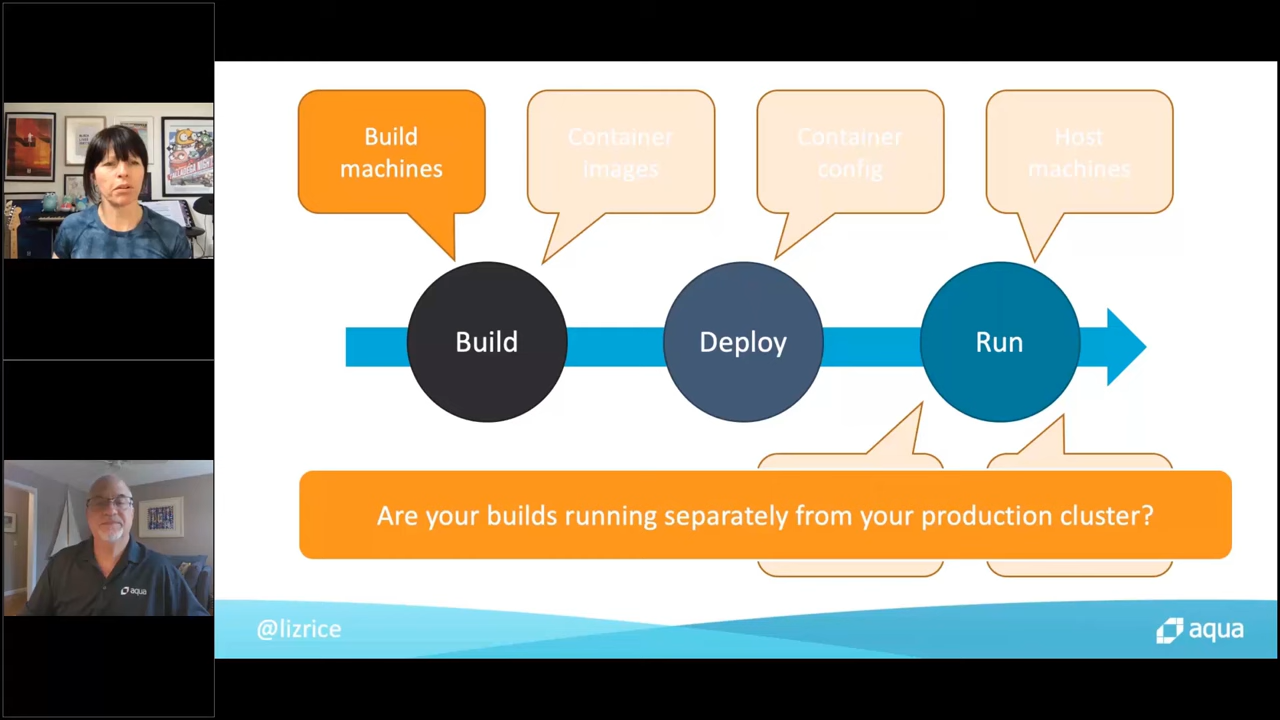 Build
machines
Container
images
Container
config
Host
machines
Build
Deploy
Run
Are your builds running separately from your production cluster?
@lizrice
aqua
aqua